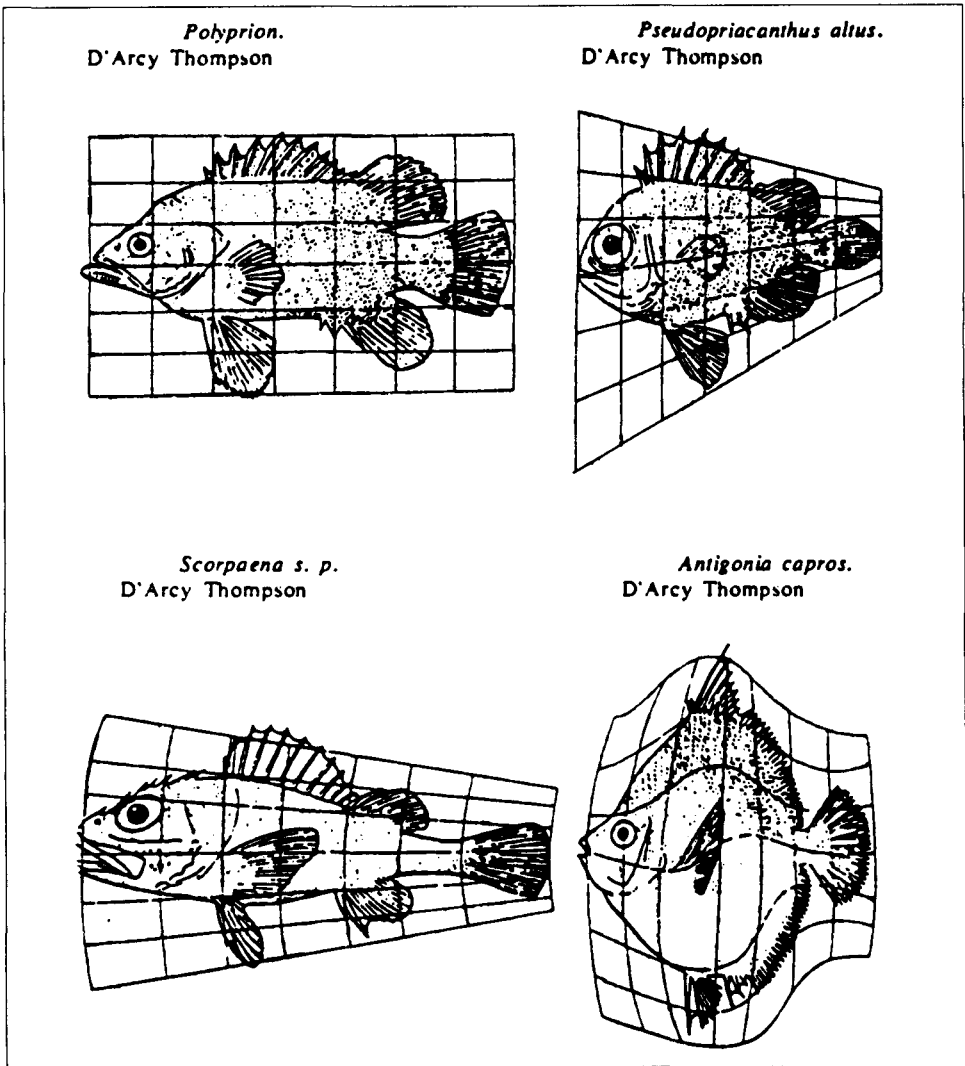 Polyprion.
D'Arcy Thompson
Pseudopriacanthus altus.
D'Arcy Thompson
Scorpaena s. p.
D'Arcy Thompson
Antigonia capros.
D'Arcy Thompson